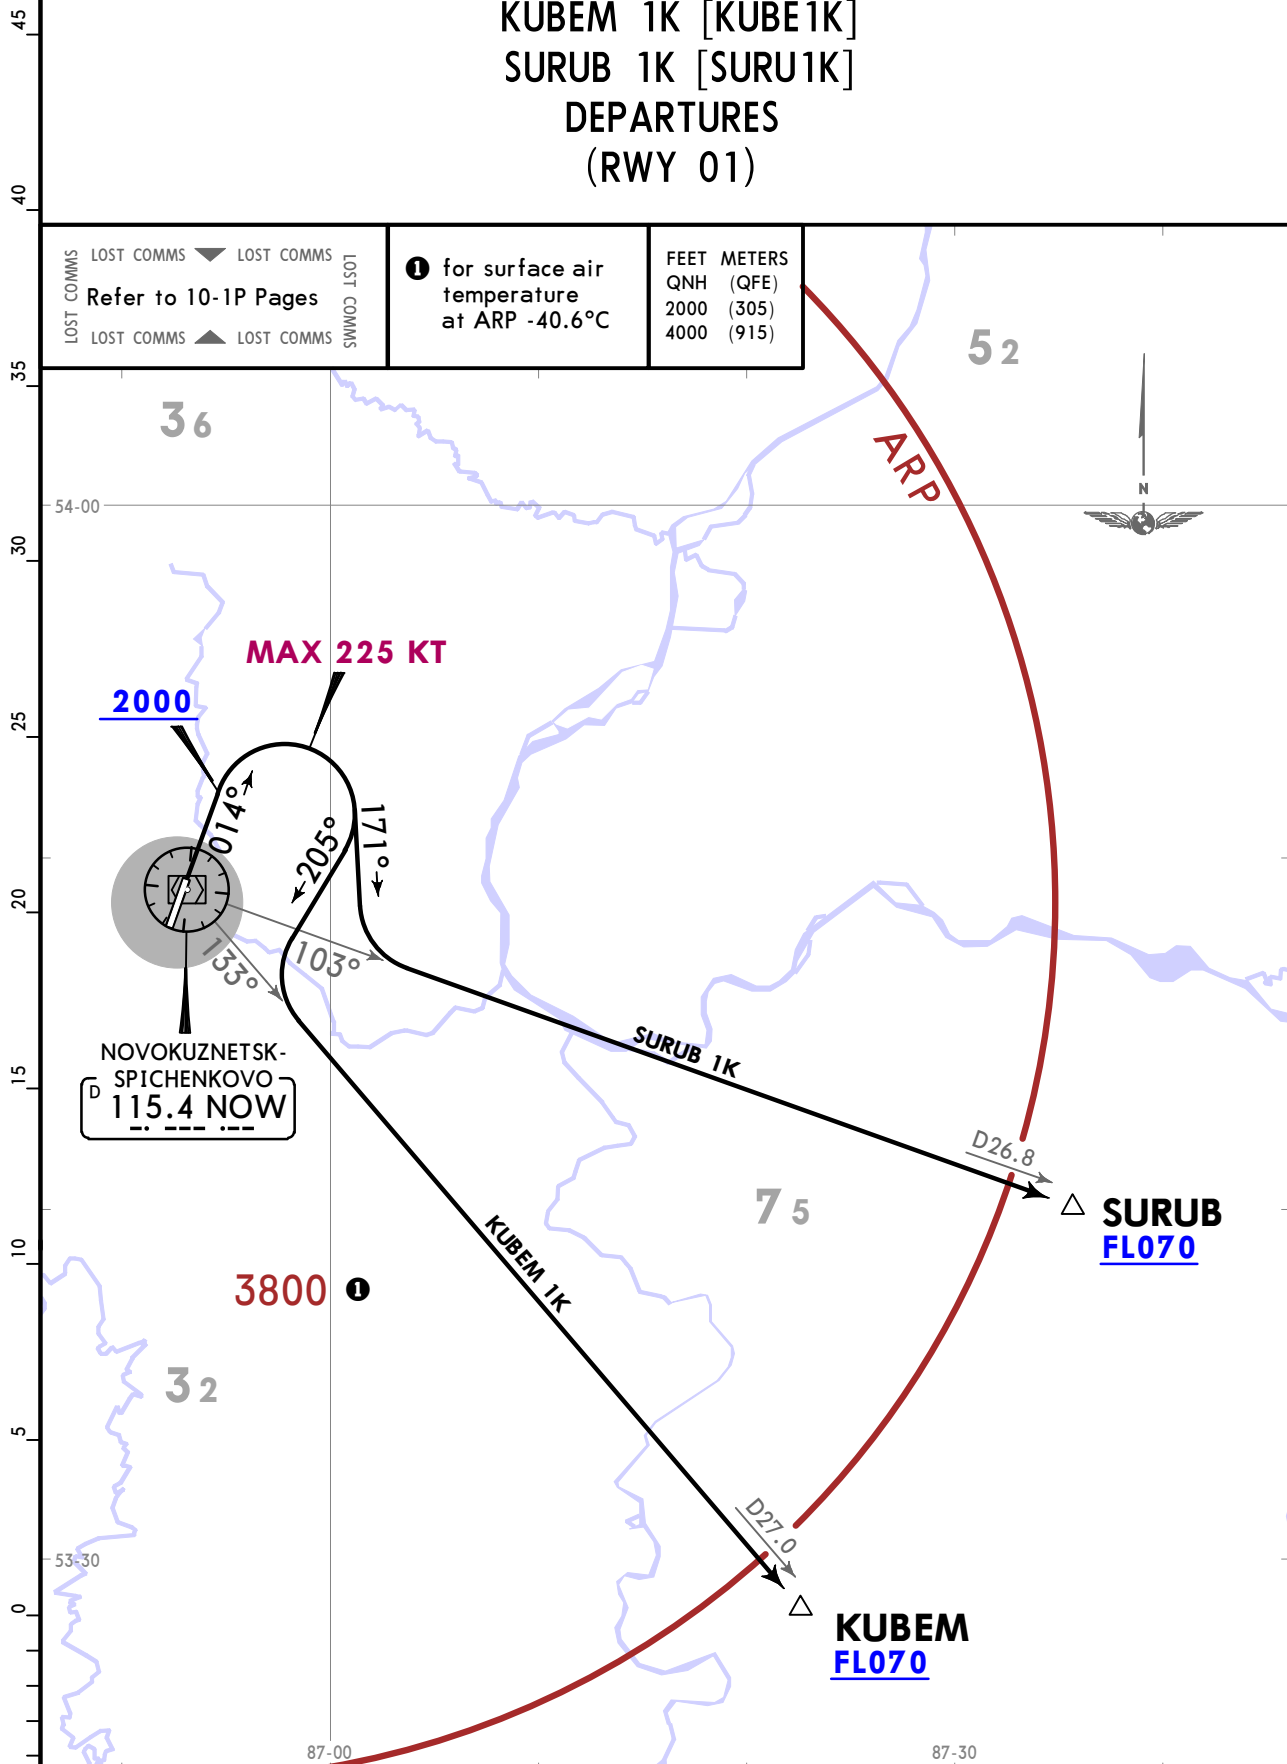 KUBEM 1K [KUBE1K]
SURUB 1K [SURU1K]
DEPARTURES
(RWY 01)
LOST COMMS LOST COMMS
LOST COMMS
Refer to 10-1P Pages
LOST COMMS
LOST COMMS LOST COMMS
❶ for surface air
temperature
at ARP -40.6°C
FEET METERS
QNH (QFE)
2000 (305)
4000 (915)
45
40
35
30
25
20
15
10
5
0
52
36
ARP
N
54-00
MAX 225 KT
2000
014°
205°
171°
103°
133°
NOVOKUZNETSK-
SPICHENKOVO
D 115.4 NOW
-. --- .--
SURUB 1K
D26.8
SURUB
FL070
75
KUBEM 1K
3800 ❶
32
D27.0
53-30
KUBEM
FL070
87-00
87-30